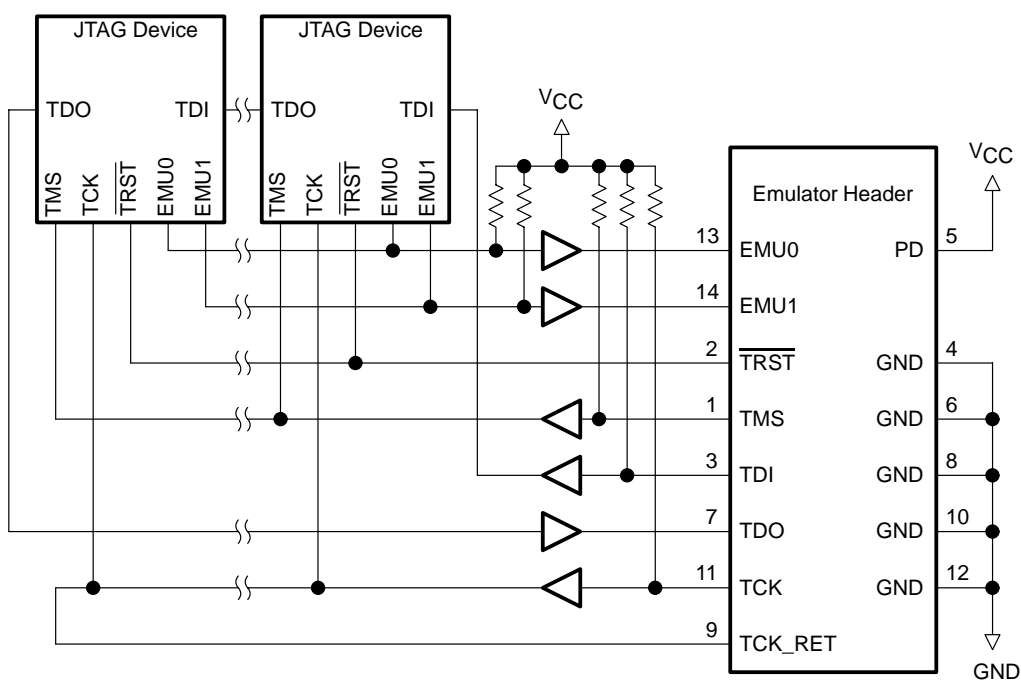 JTAG Device
TDO TDI
TMS
TCK
TRST
EMU0
EMU1
JTAG Device
TDO TDI
TMS
TCK
TRST
EMU0
EMU1
VCC
VCC
Emulator Header
13 EMU0 PD 5
14 EMU1
2 TRST GND 4
1 TMS GND 6
3 TDI GND 8
7 TDO GND 10
11 TCK GND 12
9 TCK_RET
GND